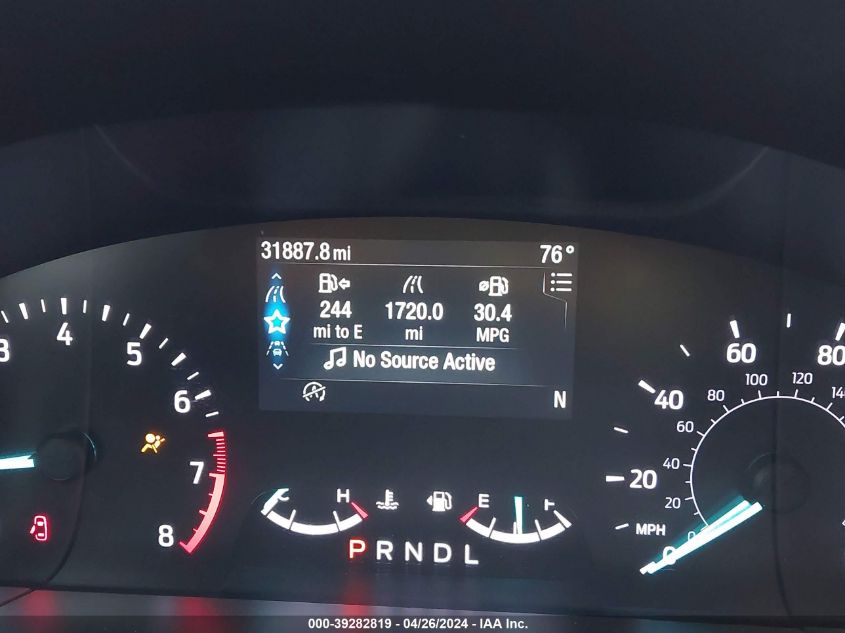 31887.8 mi 76°
244 1720.0 30.4
mi to E mi MPG
No Source Active
N
3 4 5 6 7 8
C H E F
P R N D L
0 20 40 60 80
MPH
0 20 40 60 80 100 120
000-39282819 - 04/26/2024 - IAA Inc.